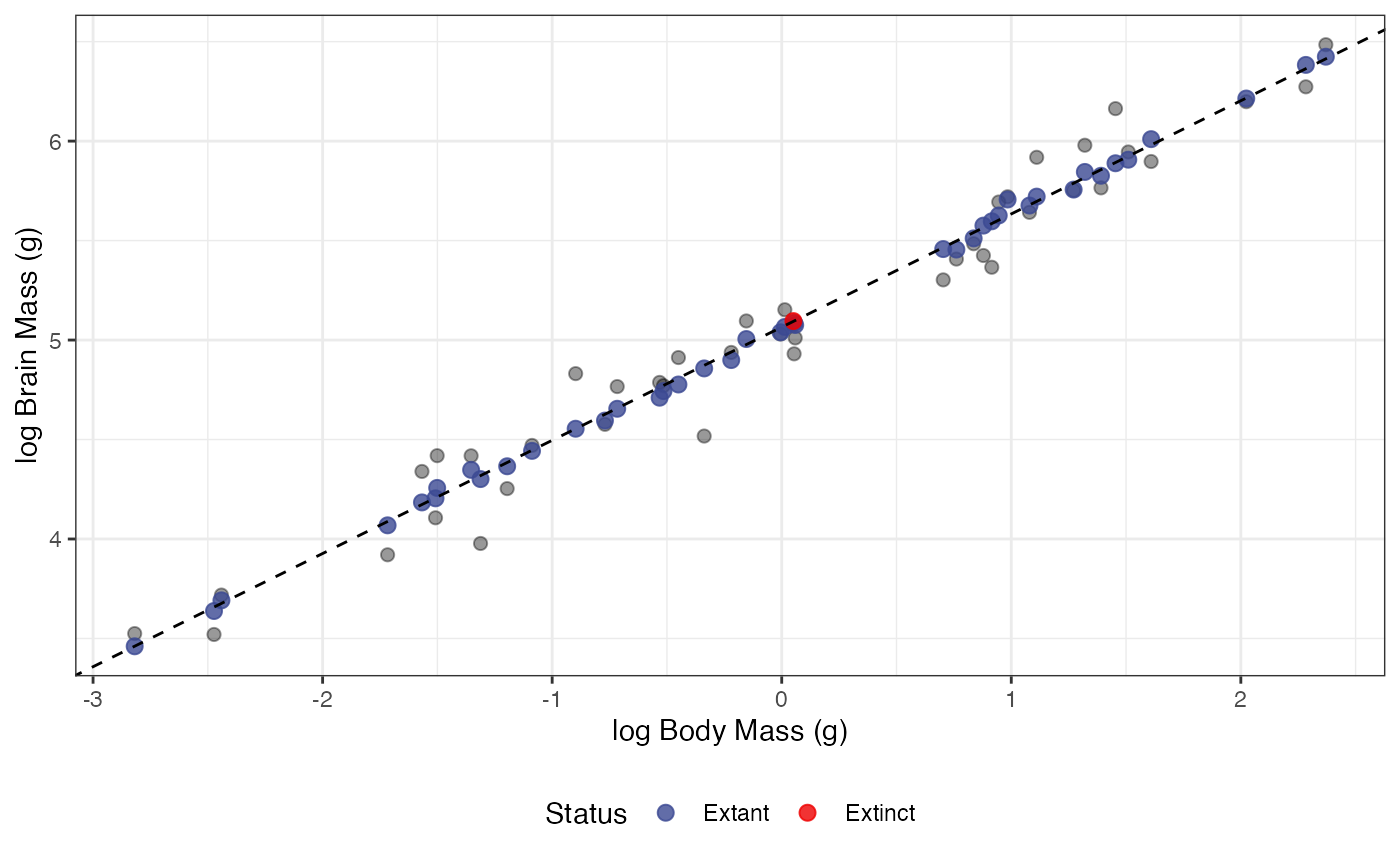 log Brain Mass (g)
6
5
4
-3 -2 -1 0 1 2
log Body Mass (g)
Status Extant Extinct